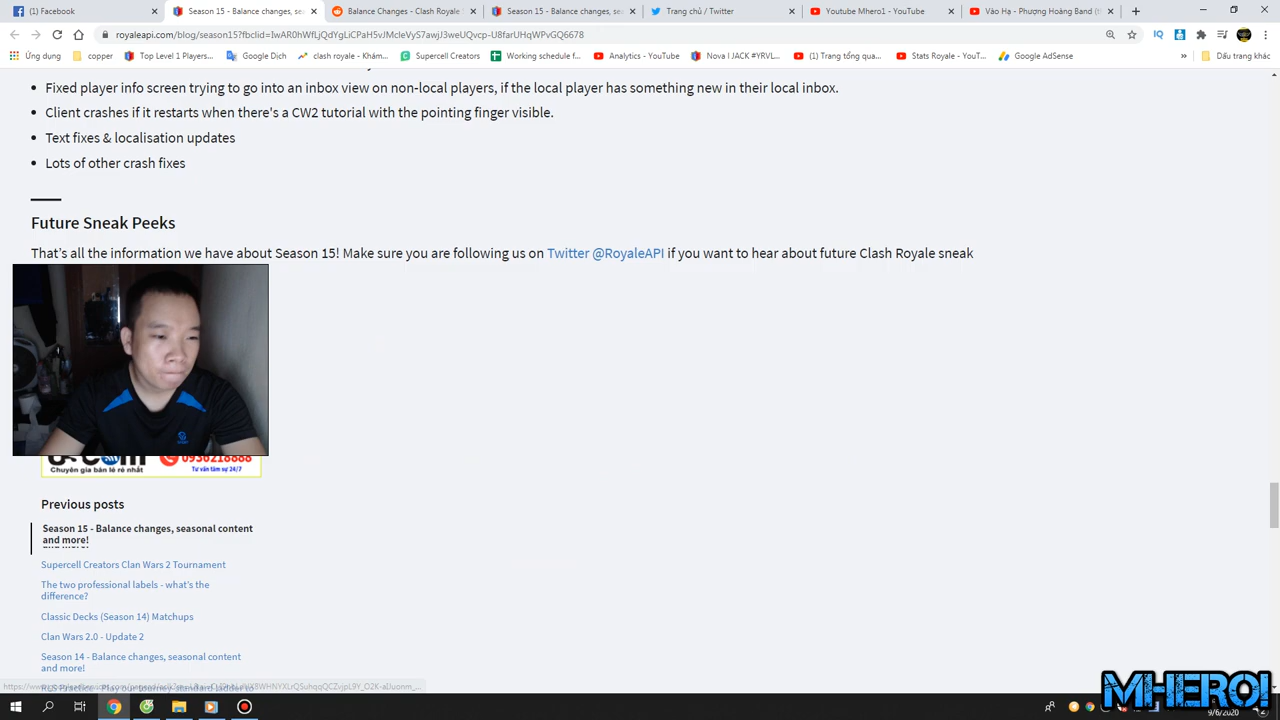 (1) Facebook
Season 15 - Balance changes, sea
Balance Changes - Clash Royale
Season 15 - Balance changes, sea
Trang chủ / Twitter
Youtube Mhero1 - YouTube
Vào Hạ - Phượng Hoàng Band (t
royaleapi.com/blog/season15?fbclid=
Ứng dụng
copper
Top Level 1 Players...
Google Dịch
clash royale - Khám...
Supercell Creators
Working schedule f...
Analytics - YouTube
Nova I JACK #YRVL...
(1) Trang tổng qua...
Stats Royale - YouT...
Google AdSense
»
Dấu trang khác
• Fixed player info screen trying to go into an inbox view on non-local players, if the local player has something new in their local inbox.
• Client crashes if it restarts when there's a CW2 tutorial with the pointing finger visible.
• Text fixes & localisation updates
• Lots of other crash fixes
Future Sneak Peeks
That's all the information we have about Season 15! Make sure you are following us on Twitter @RoyaleAPI if you want to hear about future Clash Royale sneak
0930218888
Chuyên gia bán lẻ rẻ nhất
Tư vấn tâm sự 24/7
Previous posts
Season 15 - Balance changes, seasonal content
and more!
Supercell Creators Clan Wars 2 Tournament
The two professional labels - what's the
difference?
Classic Decks (Season 14) Matchups
Clan Wars 2.0 - Update 2
Season 14 - Balance changes, seasonal content
and more!
MHERO!
9/6/2020